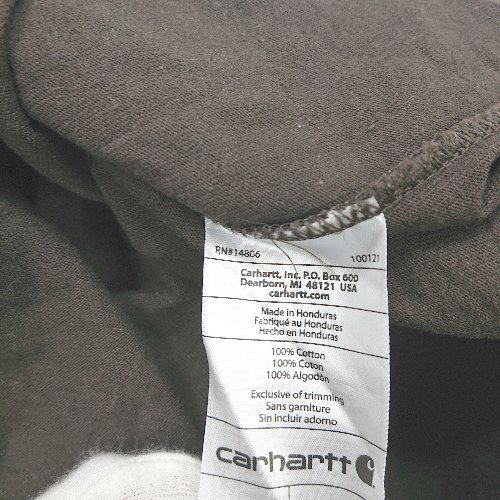 RN#14806 100121
Carhartt, Inc. P.O. Box 600
Dearborn, MI 48121 USA
carhartt.com
Made in Honduras
Fabriqué au Honduras
Hecho en Honduras
100% Cotton
100% Coton
100% Algodón
Exclusive of trimming
Sans garniture
Sin incluir adorno
carhartt